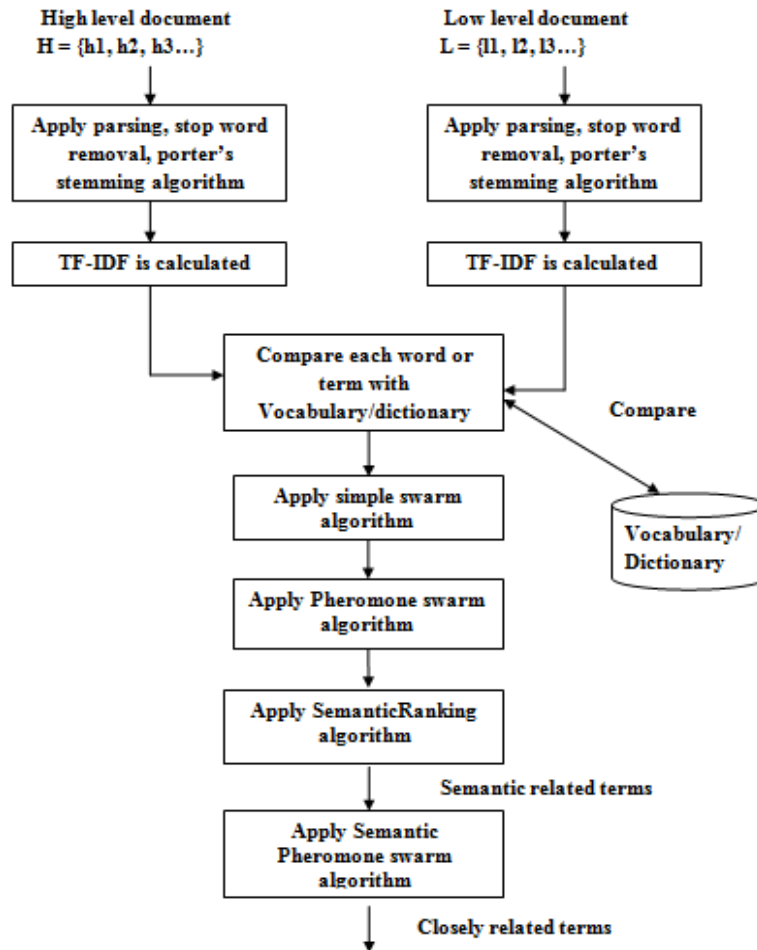 High level document
H = {h1, h2, h3...}
Low level document
L = {l1, l2, l3...}
Apply parsing, stop word
removal, porter's
stemming algorithm
Apply parsing, stop word
removal, porter's
stemming algorithm
TF-IDF is calculated
TF-IDF is calculated
Compare each word or
term with
Vocabulary/dictionary
Compare
Apply simple swarm
algorithm
Vocabulary/
Dictionary
Apply Pheromone swarm
algorithm
Apply SemanticRanking
algorithm
Semantic related terms
Apply Semantic
Pheromone swarm
algorithm
Closely related terms